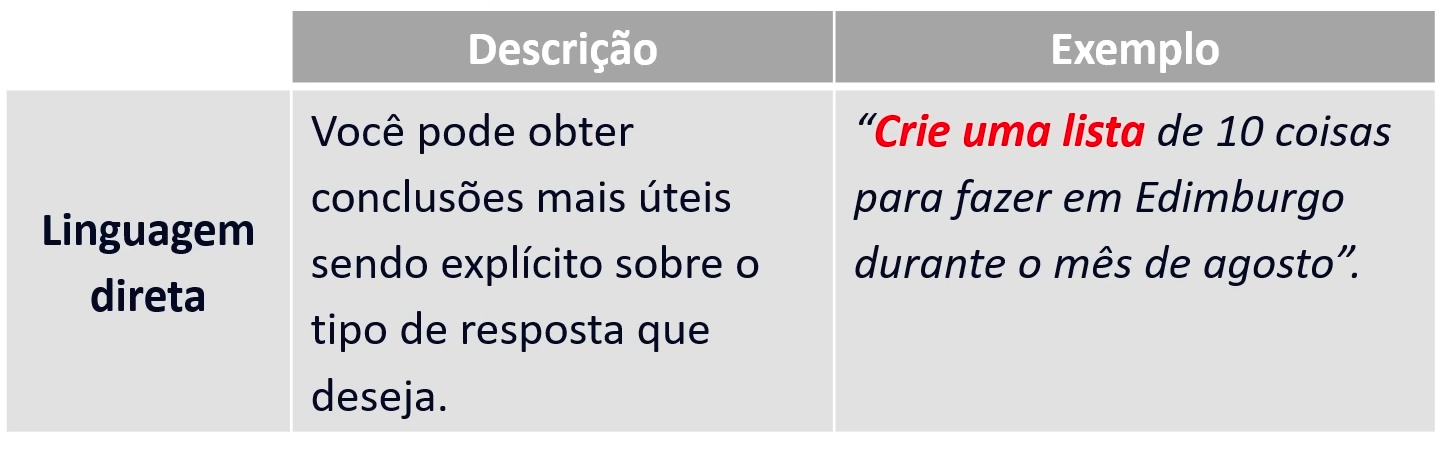 Descrição
Exemplo
Linguagem
direta
Você pode obter
conclusões mais úteis
sendo explícito sobre o
tipo de resposta que
deseja.
“Crie uma lista de 10 coisas
para fazer em Edimburgo
durante o mês de agosto”.